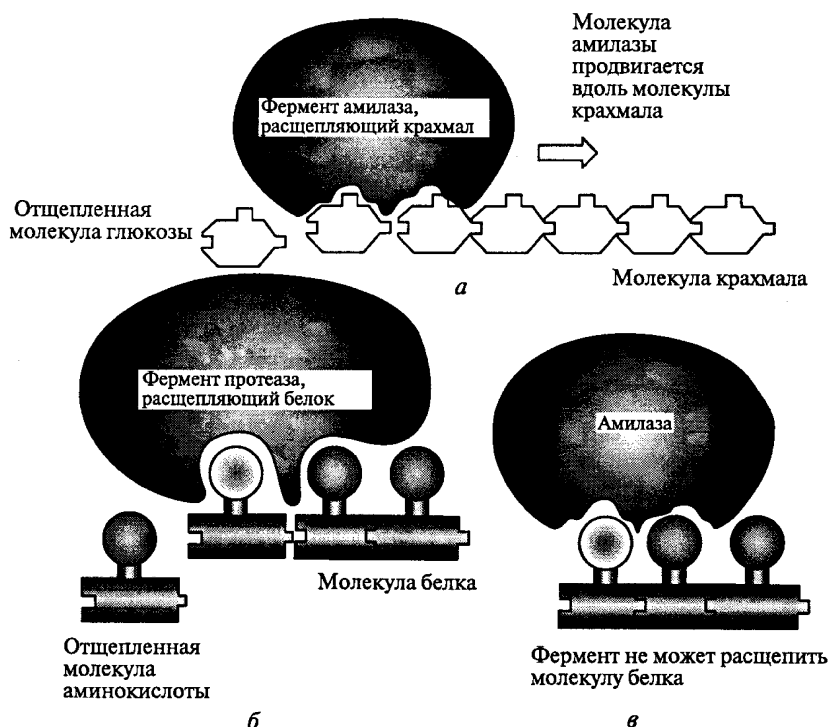 Молекула
амилазы
продвигается
вдоль молекулы
крахмала
Фермент амилаза,
расщепляющий крахмал
Отщепленная
молекула глюкозы
Молекула крахмала
а
Фермент протеаза,
расщепляющий белок
Молекула белка
Отщепленная
молекула
аминокислоты
б
Амилаза
Фермент не может расщепить
молекулу белка
в